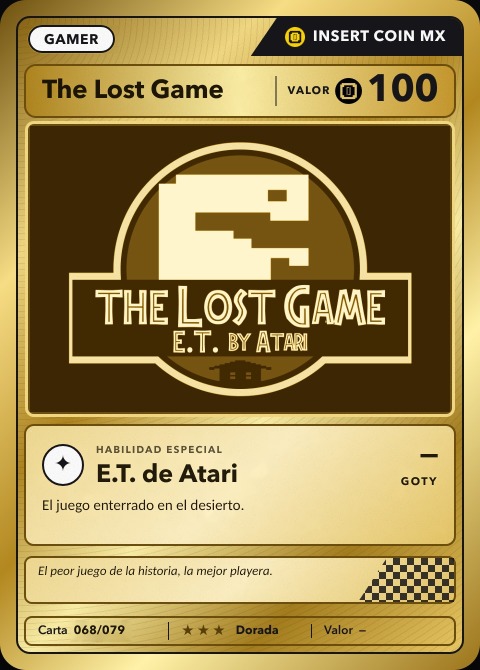 GAMER
INSERT COIN MX
The Lost Game
VALOR 100
THE LOST GAME
E.T. BY ATARI
HABILIDAD ESPECIAL
E.T. de Atari
–
GOTY
El juego enterrado en el desierto.
El peor juego de la historia, la mejor playera.
Carta 068/079 ★ ★ ★ Dorada Valor –